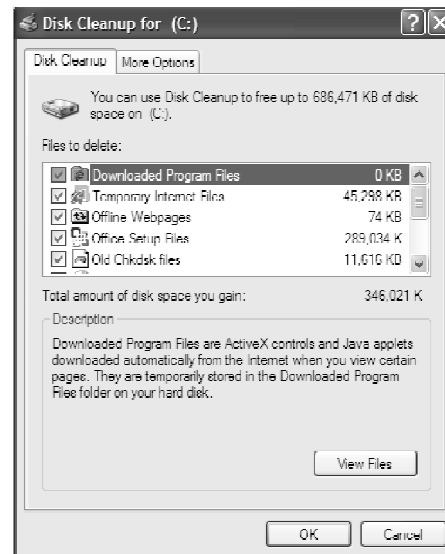 Disk Cleanup for (C:)
Disk Cleanup More Options
You can use Disk Cleanup to free up to 686,471 KB of disk
space on (C:).
Files to delete:
Downloaded Program Files 0 KB
Temporary Internet Files 45,298 KB
Offline Webpages 74 KB
Office Setup Files 289,034 K
Old Chkdsk files 11,616 KB
Total amount of disk space you gain: 346,021 K
Description
Downloaded Program Files are ActiveX controls and Java applets
downloaded automatically from the Internet when you view certain
pages. They are temporarily stored in the Downloaded Program
Files folder on your hard disk.
View Files
OK Cancel